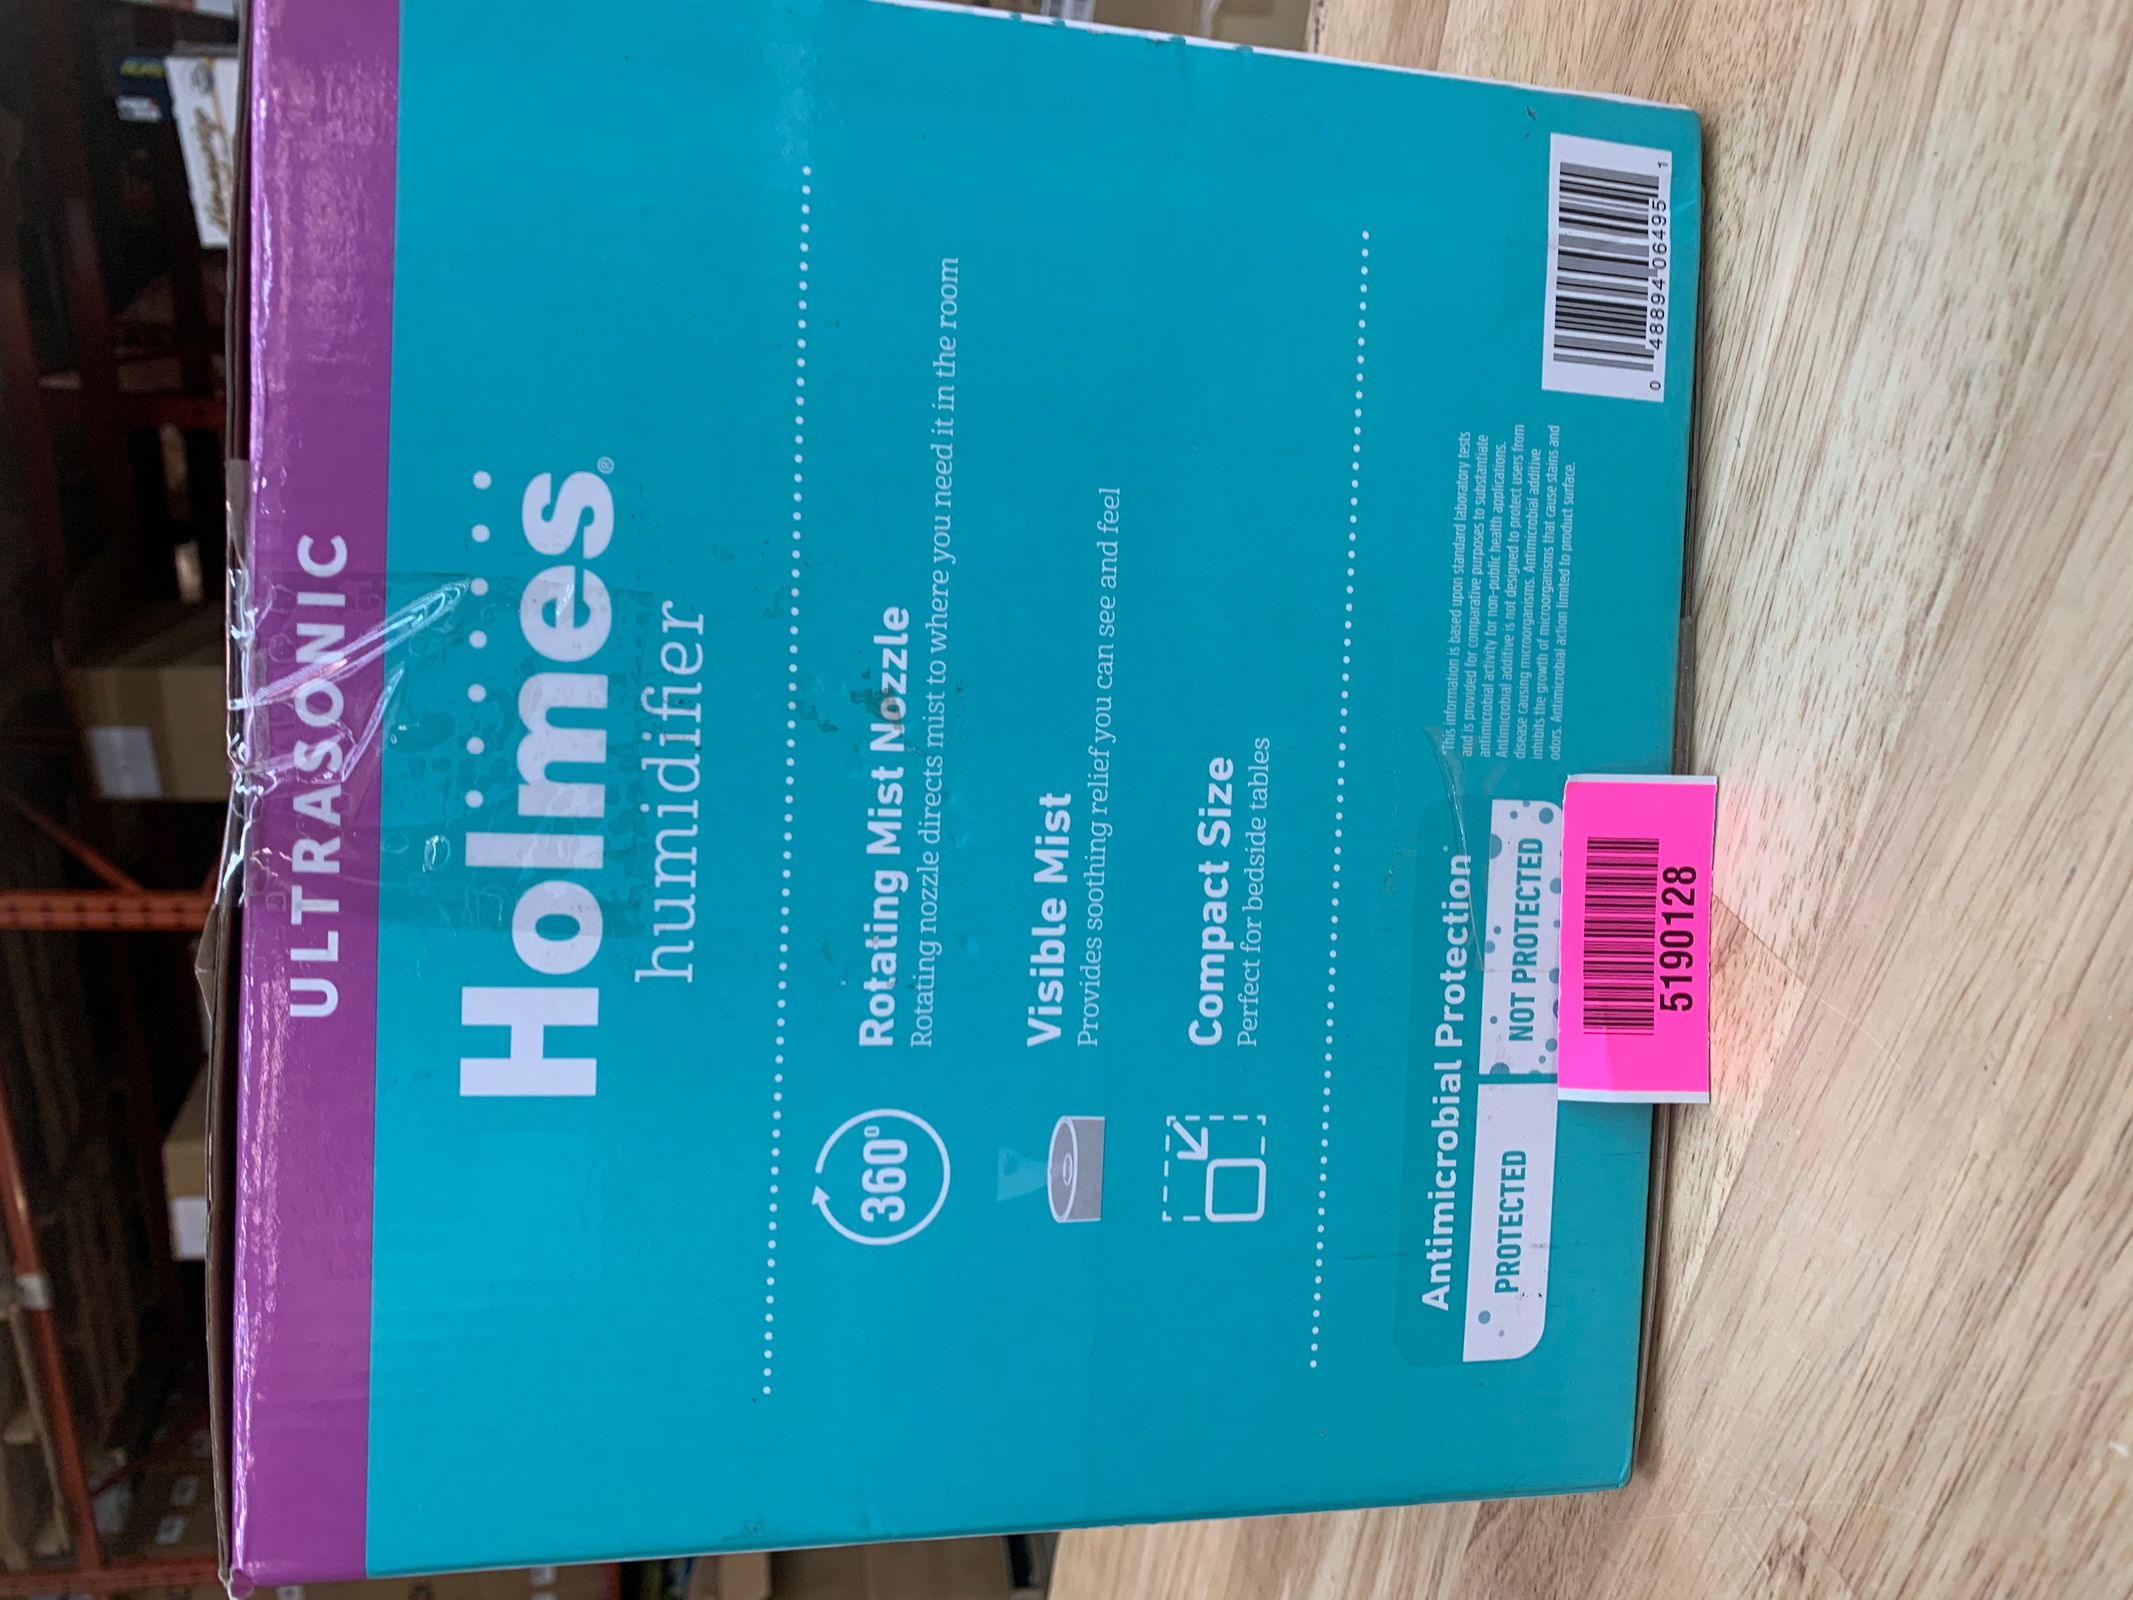 ULTRASONIC
Holmes®
humidifier
360°
Rotating Mist Nozzle
Rotating nozzle directs mist to where you need it in the room
Visible Mist
Provides soothing relief you can see and feel
Compact Size
Perfect for bedside tables
Antimicrobial Protection*
PROTECTED
NOT PROTECTED
*This information is based upon standard laboratory tests
and is provided for comparative purposes to substantiate
antimicrobial activity for non-public health applications.
Antimicrobial additive is not designed to protect users from
disease causing microorganisms. Antimicrobial additive
inhibits the growth of microorganisms that cause stains and
odors. Antimicrobial action limited to product surface.
0 48894 06495 1
5190128